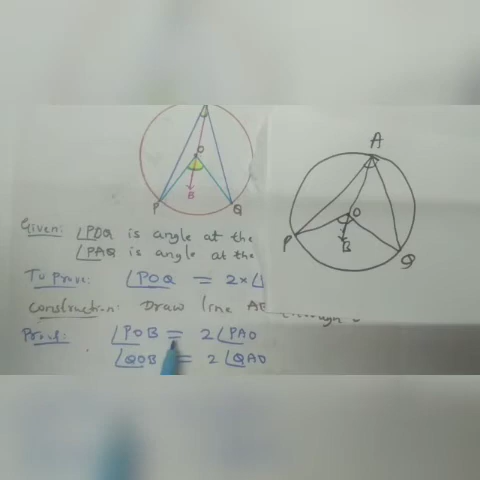 O
B
P
Q
Given: ∠POQ is angle at the
∠PAQ is angle at the
To prove: ∠POQ = 2×∠
Construction: Draw line AB through O
Proof: ∠POB = 2∠PAO
∠QOB = 2∠QAO
A
O
P
B
Q